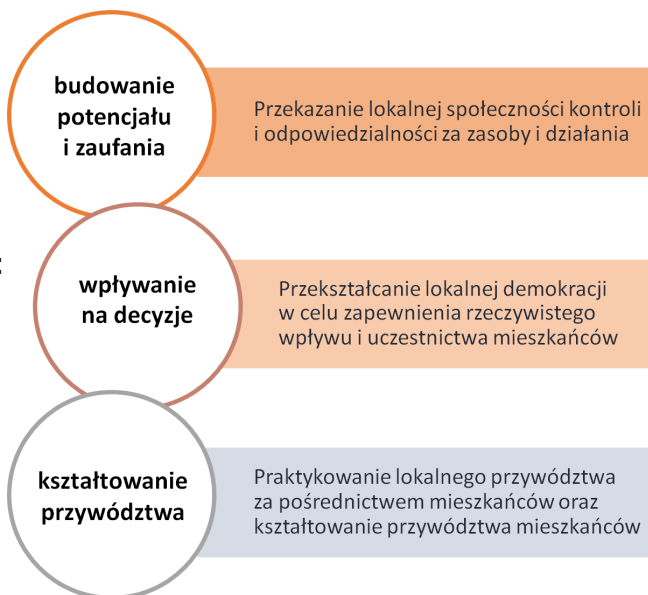 budowanie
potencjału
i zaufania
Przekazanie lokalnej społeczności kontroli
i odpowiedzialności za zasoby i działania
:
wpływanie
na decyzje
Przekształcanie lokalnej demokracji
w celu zapewnienia rzeczywistego
wpływu i uczestnictwa mieszkańców
kształtowanie
przywództwa
Praktykowanie lokalnego przywództwa
za pośrednictwem mieszkańców oraz
kształtowanie przywództwa mieszkańców